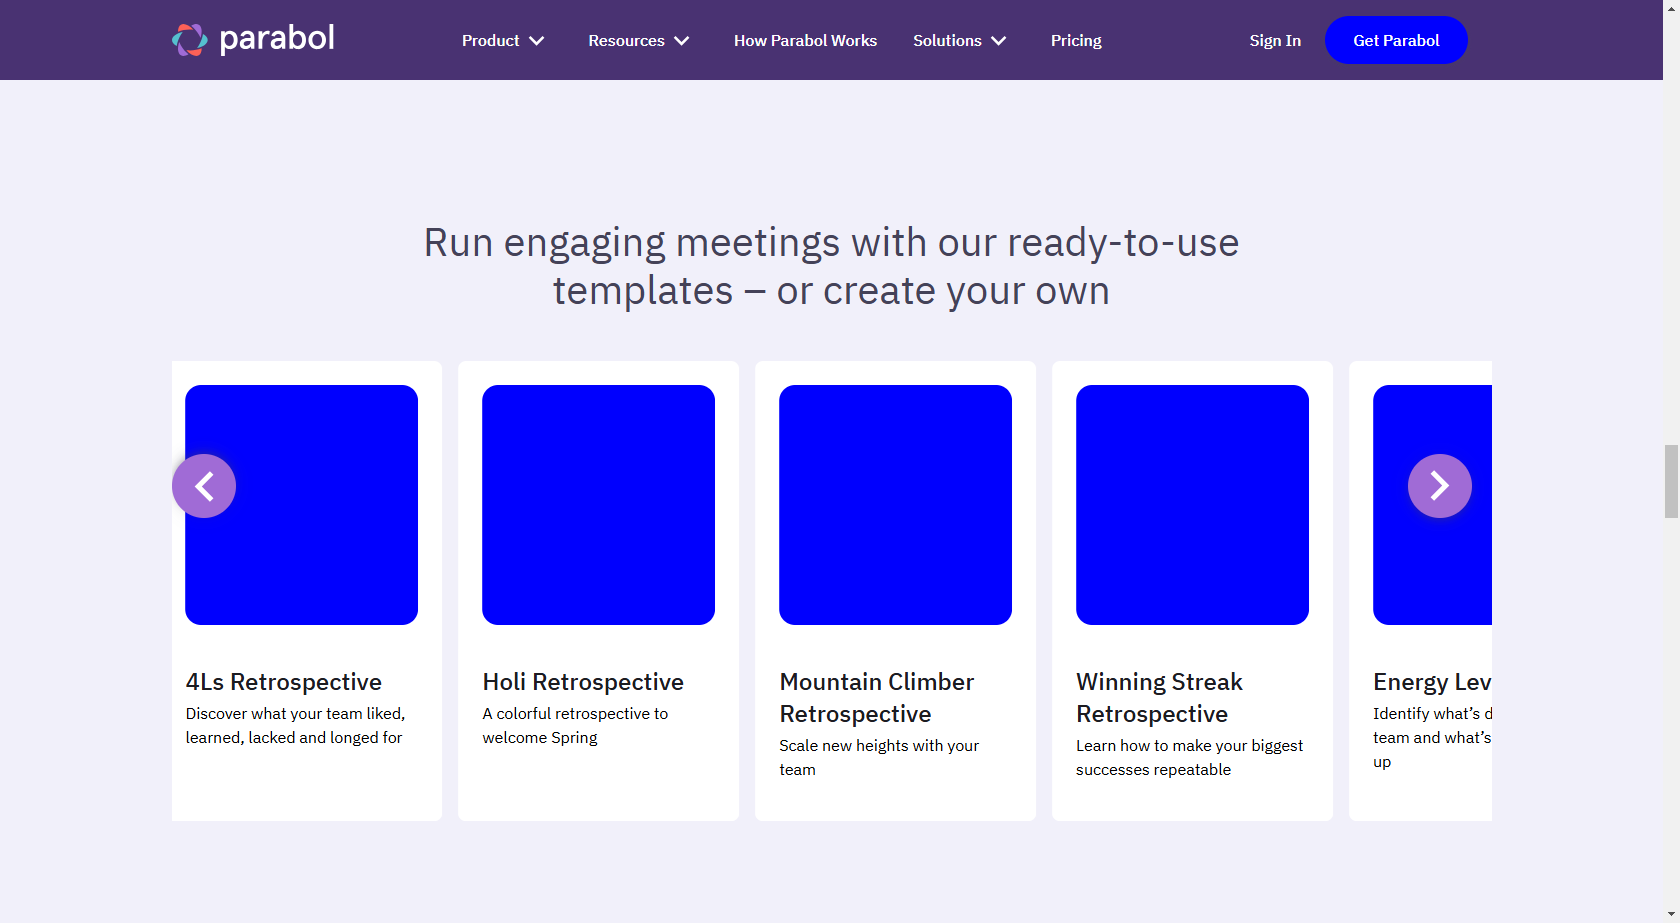 parabol
Product
Resources
How Parabol Works
Solutions
Pricing
Sign In
Get Parabol
Run engaging meetings with our ready-to-use
templates – or create your own
4Ls Retrospective
Discover what your team liked,
learned, lacked and longed for
Holi Retrospective
A colorful retrospective to
welcome Spring
Mountain Climber
Retrospective
Scale new heights with your
team
Winning Streak
Retrospective
Learn how to make your biggest
successes repeatable
Energy Lev
Identify what’s d
team and what’s
up